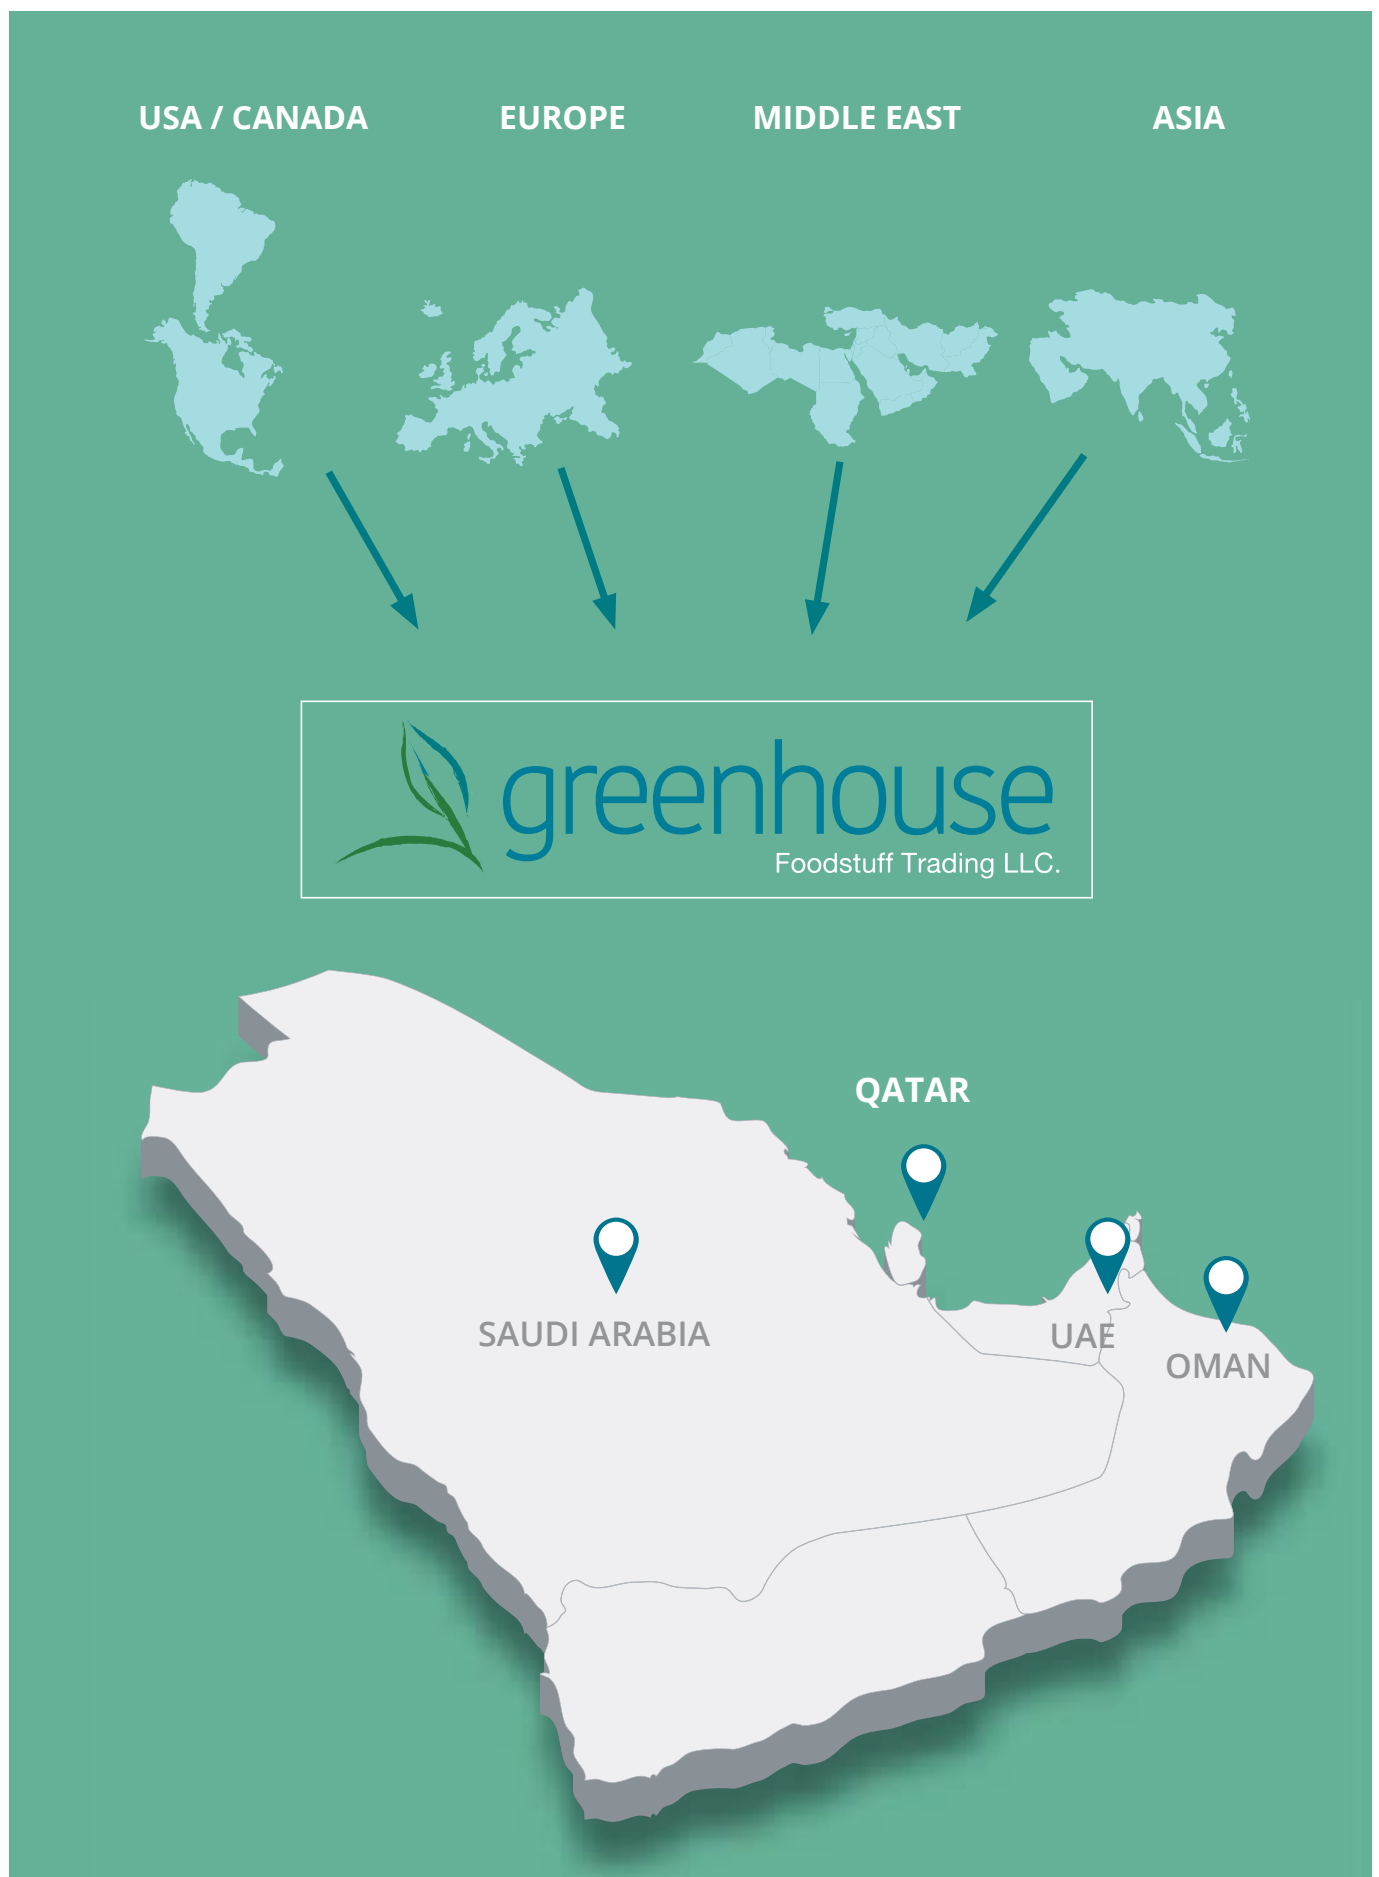 USA / CANADA
EUROPE
MIDDLE EAST
ASIA
greenhouse
Foodstuff Trading LLC.
QATAR
SAUDI ARABIA
UAE
OMAN